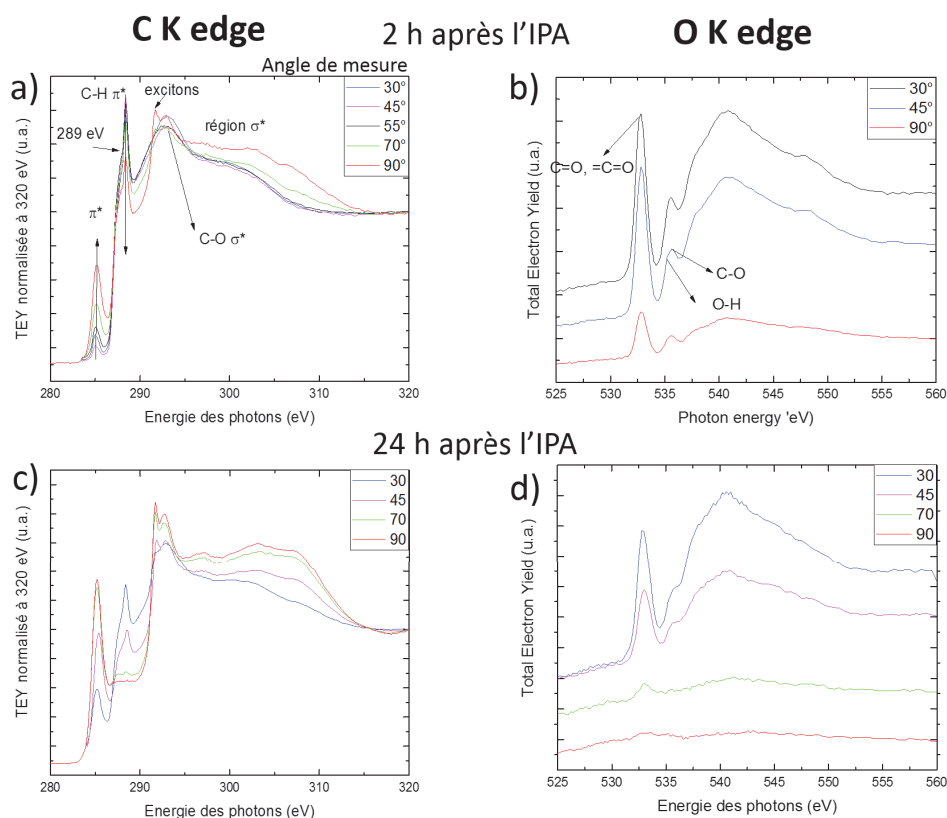 C K edge
2 h après l'IPA
O K edge
a)
Angle de mesure
C-H π*
excitons
289 eV
région σ*
π*
C-O σ*
30°
45°
55°
70°
90°
TEY normalisée à 320 eV (u.a.)
280 290 300 310 320
Energie des photons (eV)
b)
30°
45°
90°
C=O, =C=O
C-O
O-H
Total Electron Yield (u.a.)
525 530 535 540 545 550 555 560
Photon energy 'eV)
24 h après l'IPA
c)
30
45
70
90
TEY normalisé à 320 eV (u.a.)
280 290 300 310 320
Energie des photons (eV)
d)
30
45
70
90
Total Electron Yield (u.a.)
525 530 535 540 545 550 555 560
Energie des photons (eV)